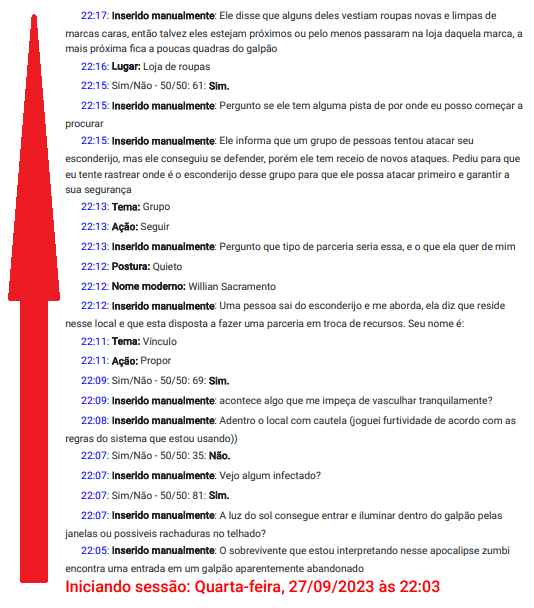 22:17: Inserido manualmente: Ele disse que alguns deles vestiam roupas novas e limpas de
marcas caras, então talvez eles estejam próximos ou pelo menos passaram na loja daquela marca, a
mais próxima fica a poucas quadras do galpão
22:16: Lugar: Loja de roupas
22:15: Sim/Não - 50/50: 61: Sim.
22:15: Inserido manualmente: Pergunto se ele tem alguma pista de por onde eu posso começar a
procurar
22:15: Inserido manualmente: Ele informa que um grupo de pessoas tentou atacar seu
esconderijo, mas ele conseguiu se defender, porém ele tem receio de novos ataques. Pediu para que
eu tente rastrear onde é o esconderijo desse grupo para que ele possa atacar primeiro e garantir a
sua segurança
22:13: Tema: Grupo
22:13: Ação: Seguir
22:13: Inserido manualmente: Pergunto que tipo de parceria seria essa, e o que ela quer de mim
22:12: Postura: Quieto
22:12: Nome moderno: Willian Sacramento
22:12: Inserido manualmente: Uma pessoa sai do esconderijo e me aborda, ela diz que reside
nesse local e que esta disposta a fazer uma parceria em troca de recursos. Seu nome é:
22:11: Tema: Vínculo
22:11: Ação: Propor
22:09: Sim/Não - 50/50: 69: Sim.
22:09: Inserido manualmente: acontece algo que me impeça de vasculhar tranquilamente?
22:08: Inserido manualmente: Adentro o local com cautela (joguei furtividade de acordo com as
regras do sistema que estou usando))
22:07: Sim/Não - 50/50: 35: Não.
22:07: Inserido manualmente: Vejo algum infectado?
22:07: Sim/Não - 50/50: 81: Sim.
22:07: Inserido manualmente: A luz do sol consegue entrar e iluminar dentro do galpão pelas
janelas ou possiveis rachaduras no telhado?
22:05: Inserido manualmente: O sobrevivente que estou interpretando nesse apocalipse zumbi
encontra uma entrada em um galpão aparentemente abandonado
Iniciando sessão: Quarta-feira, 27/09/2023 às 22:03